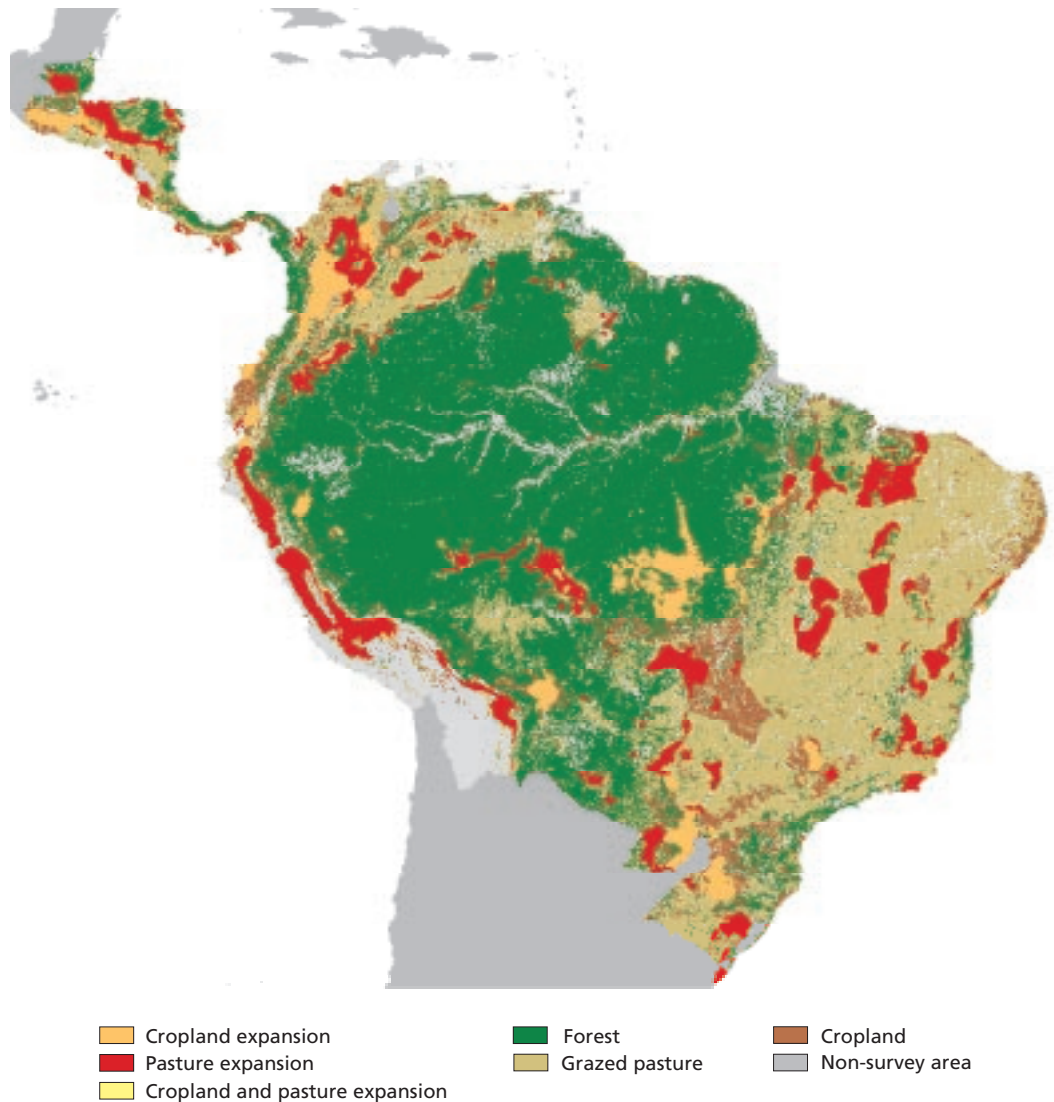 Cropland expansion
Pasture expansion
Cropland and pasture expansion
Forest
Grazed pasture
Cropland
Non-survey area